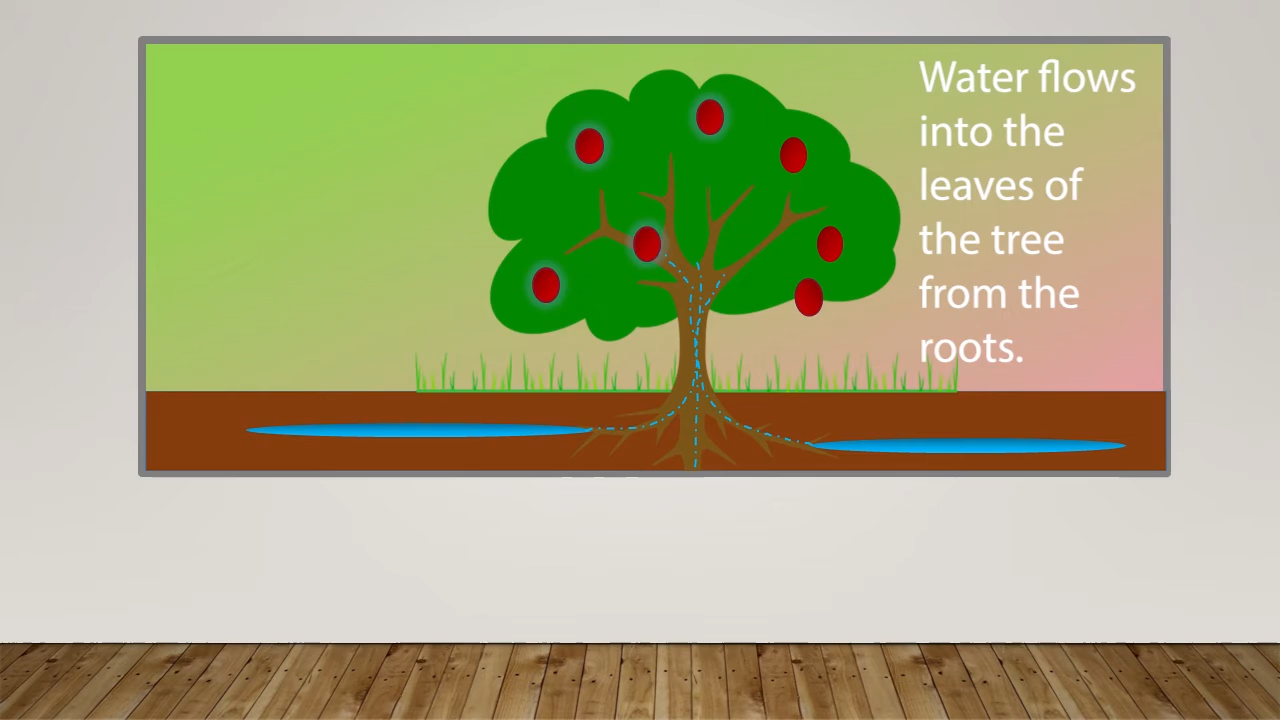 Water flows
into the
leaves of
the tree
from the
roots.